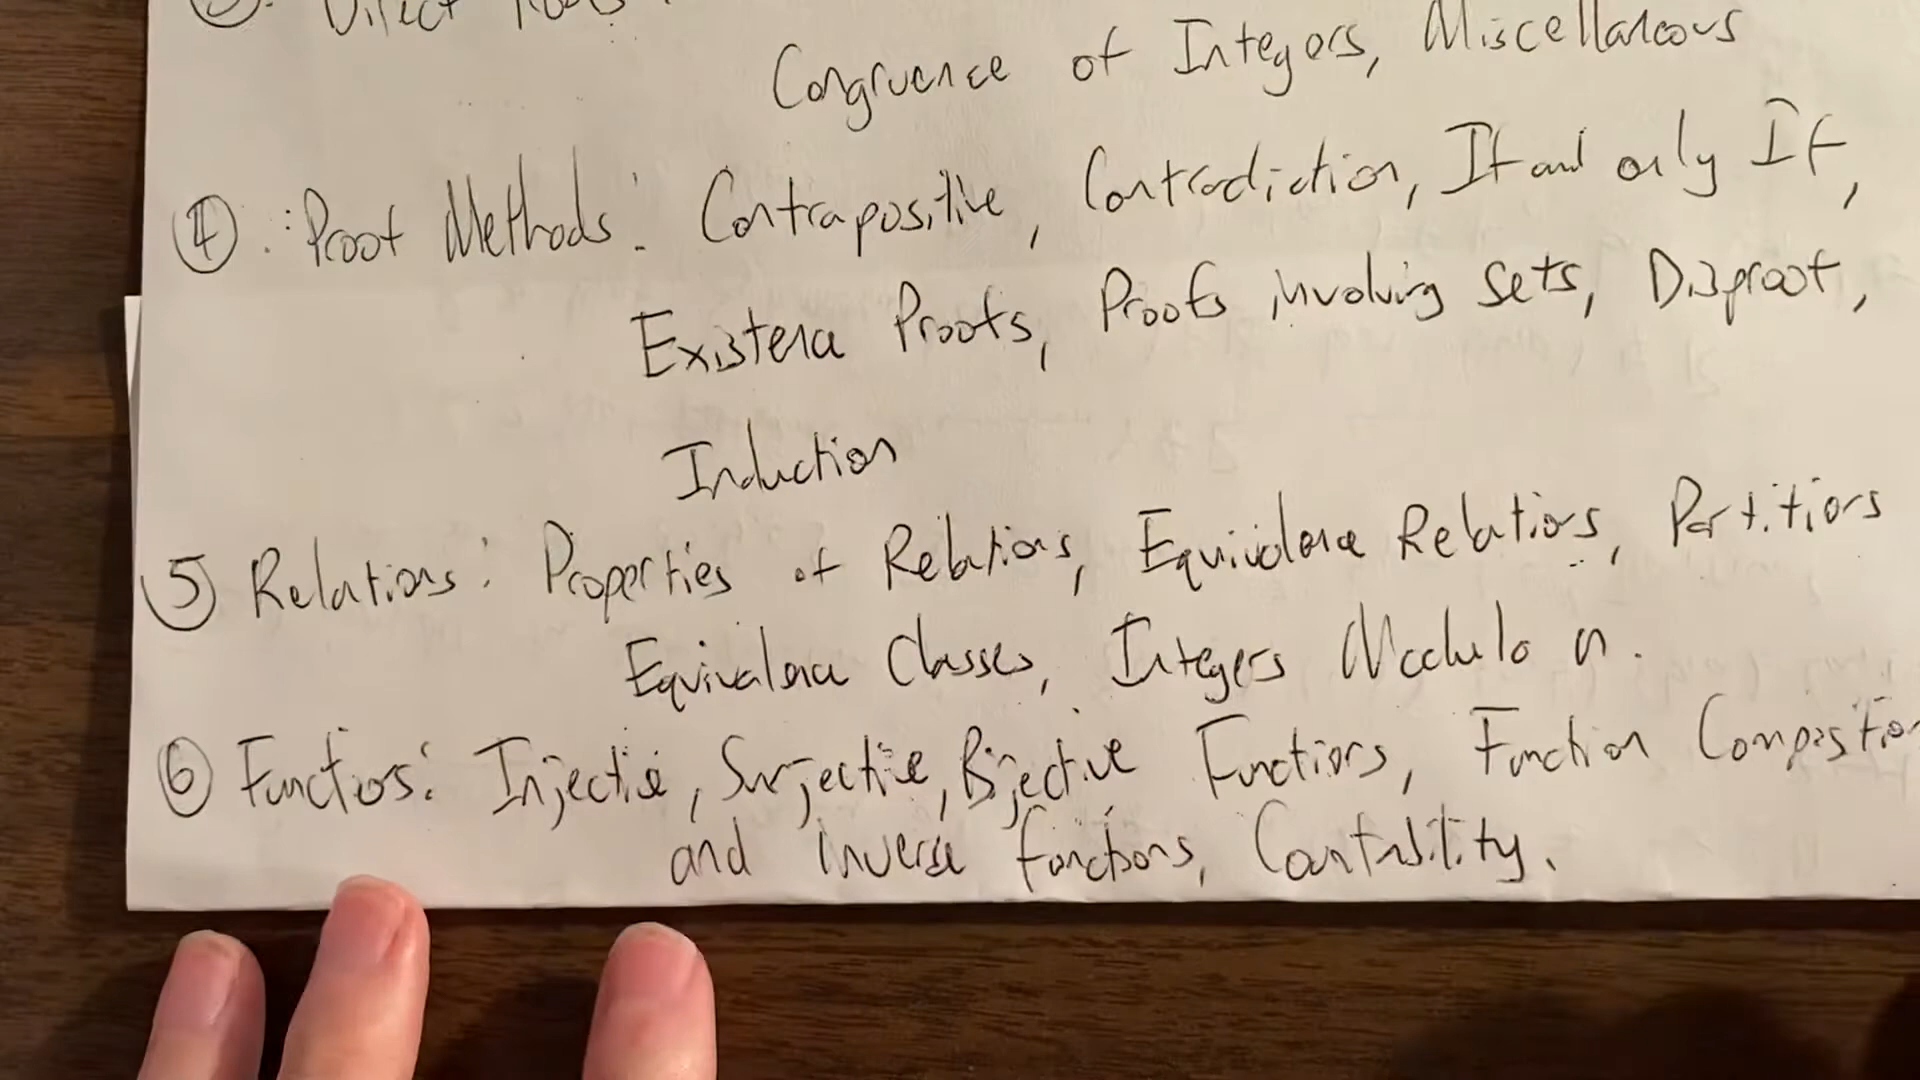 Direct
Congruence of Integers, Miscellaneous
④ : Proof Methods: Contrapositive, Contradiction, If and only If,
Existence Proofs, Proofs involving Sets, Disproof,
Induction
⑤ Relations: Properties of Relations, Equivalence Relations, Partitions
Equivalence Classes, Integers Modulo n.
⑥ Functions: Injective, Surjective, Bijective Functions, Function Composition
and inverse functions, Countability.